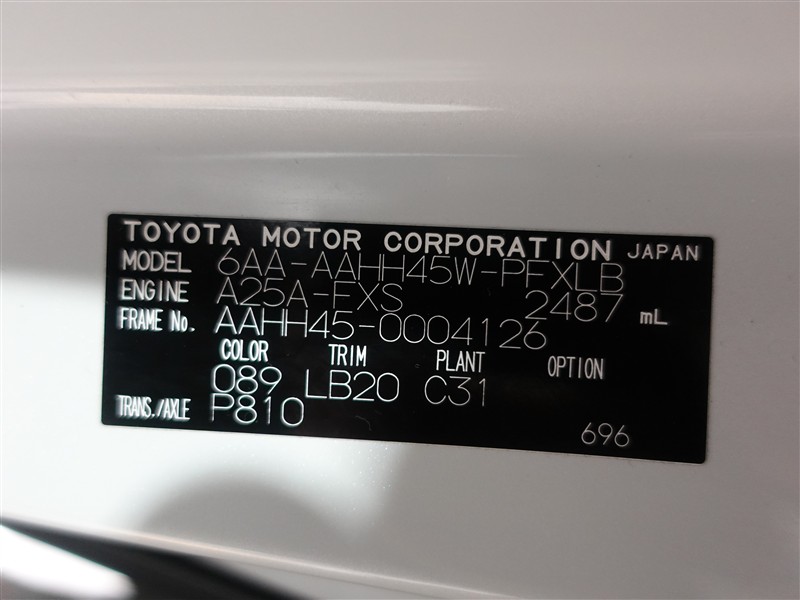 TOYOTA MOTOR CORPORATION JAPAN
MODEL 6AA-AAHH45W-PFXLB
ENGINE A25A-FXS 2487 mL
FRAME No. AAHH45-0004126
COLOR TRIM PLANT OPTION
089 LB20 C31
TRANS./AXLE P810
696